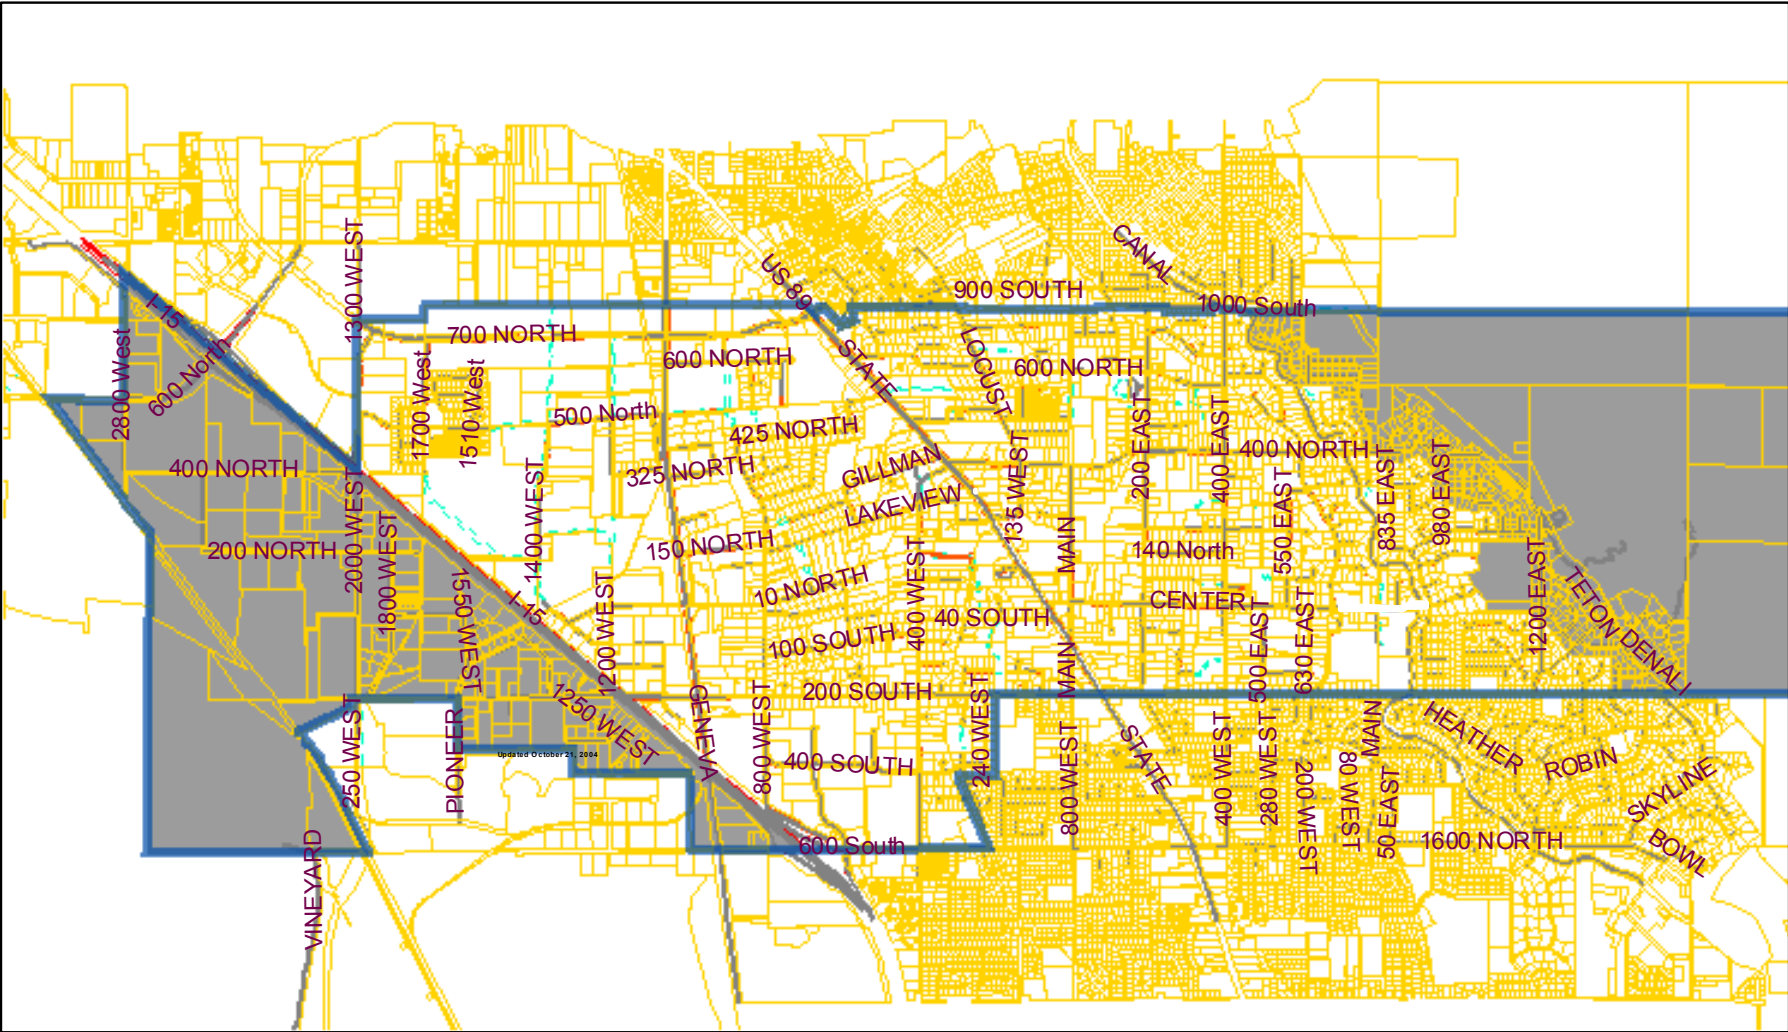 CANAL
1300 WEST
US 89
900 SOUTH
1000 South
I-15
2800 West
600 North
700 NORTH
1700 West
1510 West
600 NORTH
STATE
LOCUST
600 NORTH
500 North
425 NORTH
200 EAST
400 EAST
400 NORTH
835 EAST
980 EAST
400 NORTH
325 NORTH
GILLMAN
LAKEVIEW
135 WEST
550 EAST
2000 WEST
1800 WEST
1400 WEST
200 NORTH
150 NORTH
MAIN
140 North
1200 EAST
1550 WEST
I-15
1200 WEST
10 NORTH
400 WEST
40 SOUTH
CENTER
500 EAST
630 EAST
TETON
DENALI
100 SOUTH
MAIN
1250 WEST
200 SOUTH
240 WEST
250 WEST
PIONEER
GENEVA
800 WEST
400 SOUTH
800 WEST
STATE
400 WEST
280 WEST
200 WEST
80 WEST
MAIN
50 EAST
HEATHER
ROBIN
SKYLINE
BOWL
Updated October 21, 2004
1600 NORTH
600 South
VINEYARD